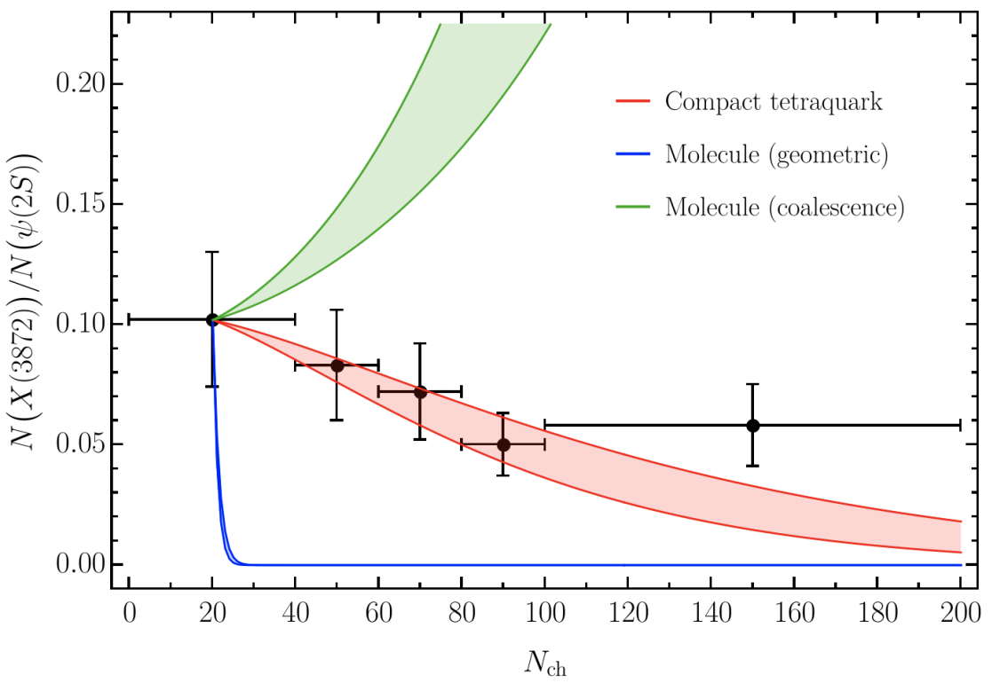 N(X(3872))/N(ψ(2S))
0.20
0.15
0.10
0.05
0.00
Compact tetraquark
Molecule (geometric)
Molecule (coalescence)
0 20 40 60 80 100 120 140 160 180 200
N_ch